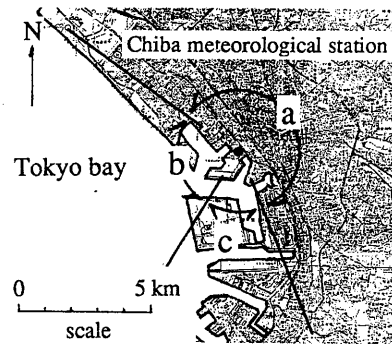 N
Chiba meteorological station
a
b
Tokyo bay
c
0 5 km
scale